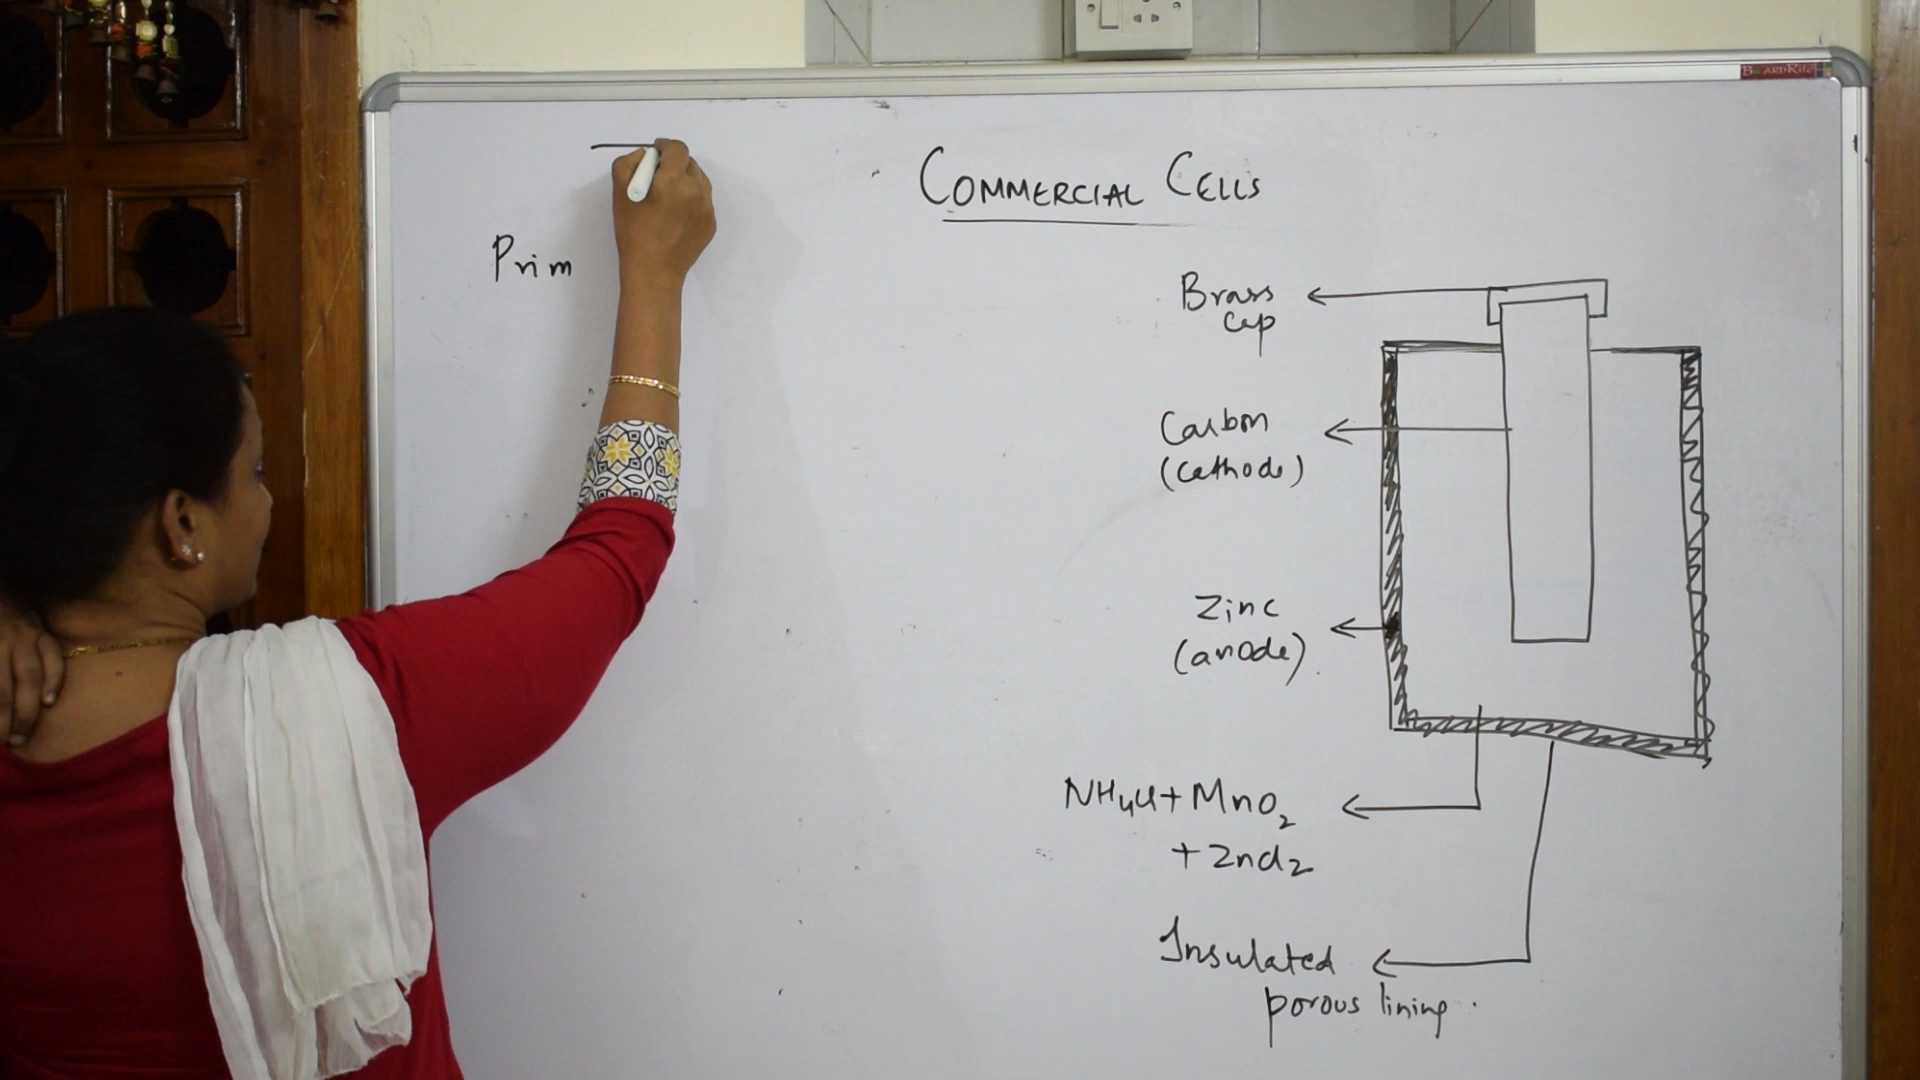 COMMERCIAL CELLS
Prim
Brass
cap
Carbon
(cathode)
Zinc
(anode)
NH4Cl + MnO2
+ ZnCl2
Insulated
porous lining.